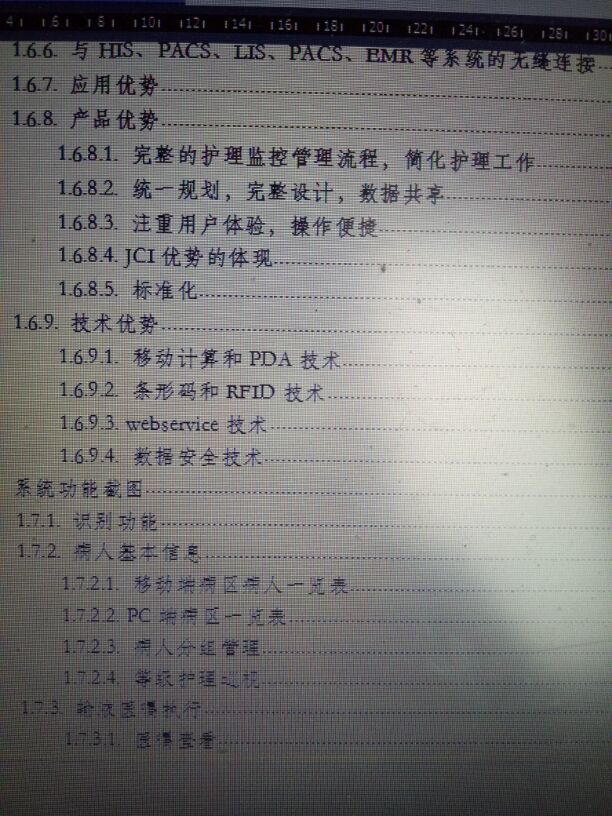 4 6 8 10 12 14 16 18 20 22 24 26 28 30
1.6.6. 与 HIS、PACS、LIS、PACS、EMR 等系统的无缝连接
1.6.7. 应用优势
1.6.8. 产品优势
1.6.8.1. 完整的护理监控管理流程，简化护理工作
1.6.8.2. 统一规划，完整设计，数据共享
1.6.8.3. 注重用户体验，操作便捷
1.6.8.4. JCI 优势的体现
1.6.8.5. 标准化
1.6.9. 技术优势
1.6.9.1. 移动计算和 PDA 技术
1.6.9.2. 条形码和 RFID 技术
1.6.9.3. webservice 技术
1.6.9.4. 数据安全技术
系统功能截图
1.7.1. 识别功能
1.7.2. 病人基本信息
1.7.2.1. 移动端病区病人一览表
1.7.2.2. PC 端病区一览表
1.7.2.3. 病人分组管理
1.7.2.4. 等级护理巡视
1.7.3. 输液医嘱执行
1.7.3.1. 医嘱查看